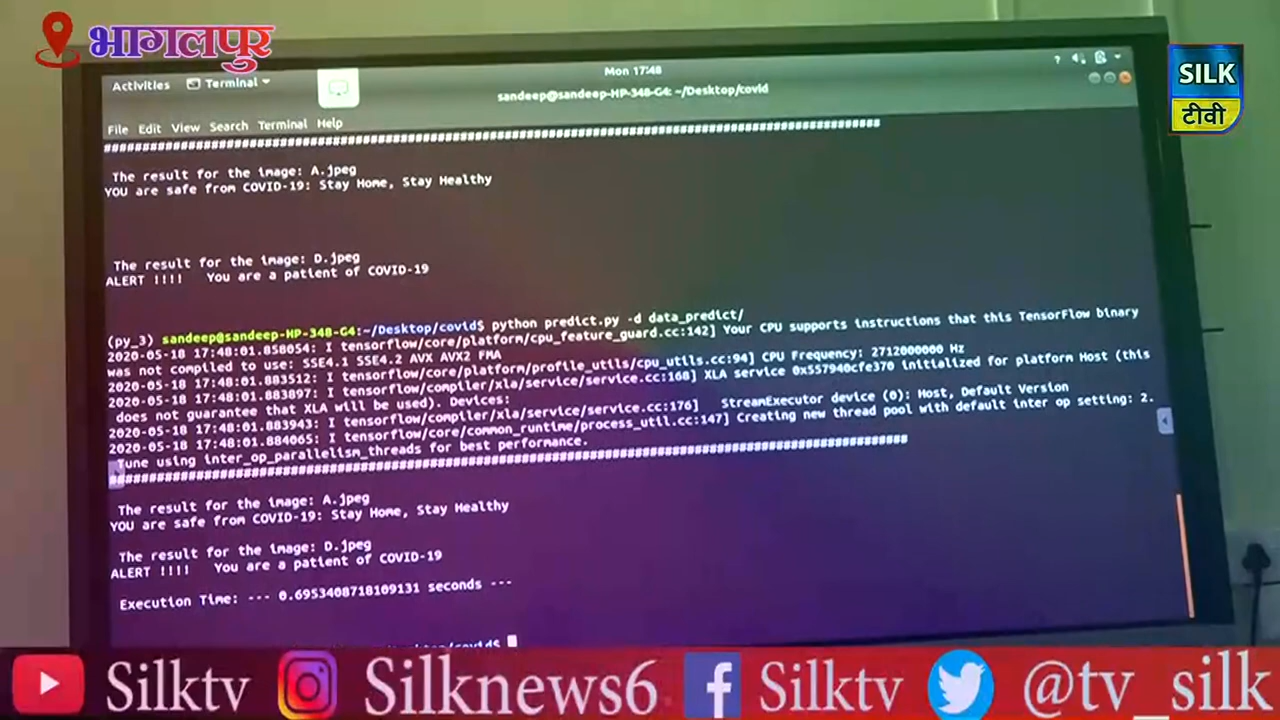 भागलपुर
SILK
टीवी
Activities Terminal
Mon 17:48
sandeep@sandeep-HP-348-G4: ~/Desktop/covid
File Edit View Search Terminal Help
The result for the image: A.jpeg
YOU are safe from COVID-19: Stay Home, Stay Healthy
The result for the image: D.jpeg
ALERT !!!! You are a patient of COVID-19
(py_3) sandeep@sandeep-HP-348-G4:~/Desktop/covid$ python predict.py -d data_predict/
2020-05-18 17:48:01.858054: I tensorflow/core/platform/cpu_feature_guard.cc:142] Your CPU supports instructions that this TensorFlow binary
was not compiled to use: SSE4.1 SSE4.2 AVX AVX2 FMA
2020-05-18 17:48:01.883512: I tensorflow/core/platform/profile_utils/cpu_utils.cc:94] CPU Frequency: 2712000000 Hz
2020-05-18 17:48:01.883897: I tensorflow/compiler/xla/service/service.cc:168] XLA service 0x557940cfe370 initialized for platform Host (this
does not guarantee that XLA will be used). Devices:
2020-05-18 17:48:01.883943: I tensorflow/compiler/xla/service/service.cc:176] StreamExecutor device (0): Host, Default Version
2020-05-18 17:48:01.884065: I tensorflow/core/common_runtime/process_util.cc:147] Creating new thread pool with default inter op setting: 2.
Tune using inter_op_parallelism_threads for best performance.
The result for the image: A.jpeg
YOU are safe from COVID-19: Stay Home, Stay Healthy
The result for the image: D.jpeg
ALERT !!!! You are a patient of COVID-19
Execution Time: --- 0.6953408718109131 seconds ---
Silktv Silknews6 Silktv @tv_silk